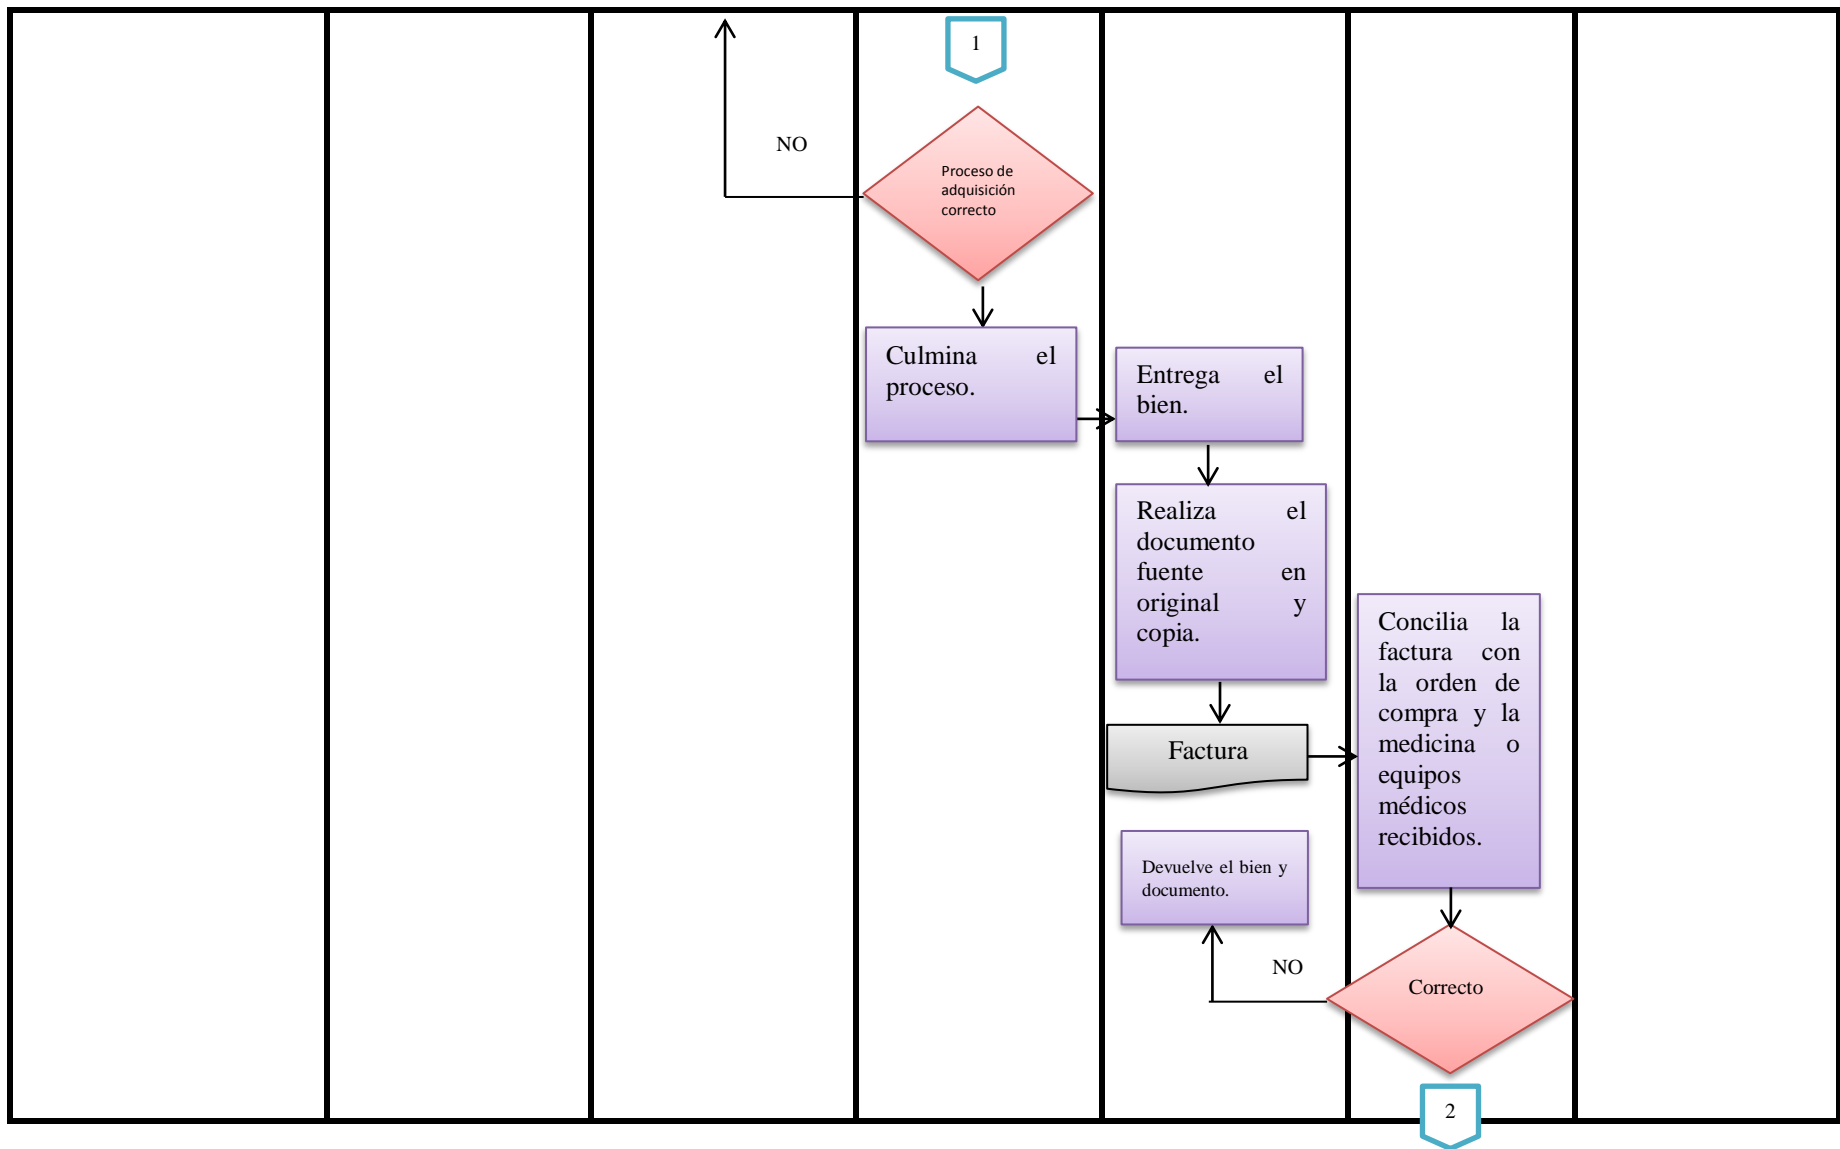 1
NO
Proceso de
adquisición
correcto
Culmina el
proceso.
Entrega el
bien.
Realiza el
documento
fuente en
original y
copia.
Concilia la
factura con
la orden de
compra y la
medicina o
equipos
médicos
recibidos.
Factura
Devuelve el bien y
documento.
NO
Correcto
2